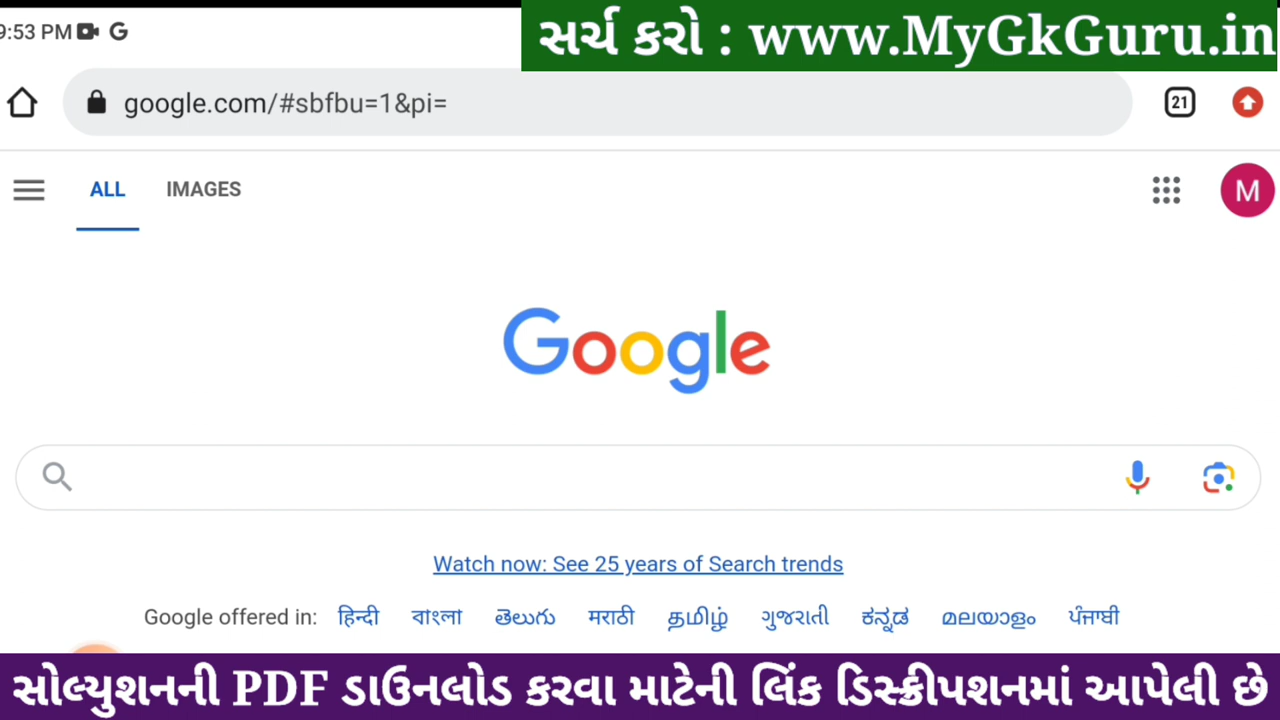 9:53 PM G
સર્ચ કરો : www.MyGkGuru.in
google.com/#sbfbu=1&pi=
21
ALL IMAGES
M
Google
Watch now: See 25 years of Search trends
Google offered in: हिन्दी বাংলা తెలుగు मराठी தமிழ் ગુજરાતી ಕನ್ನಡ മലയാളം ਪੰਜਾਬੀ
સોલ્યુશનની PDF ડાઉનલોડ કરવા માટેની લિંક ડિસ્ક્રીપશનમાં આપેલી છે